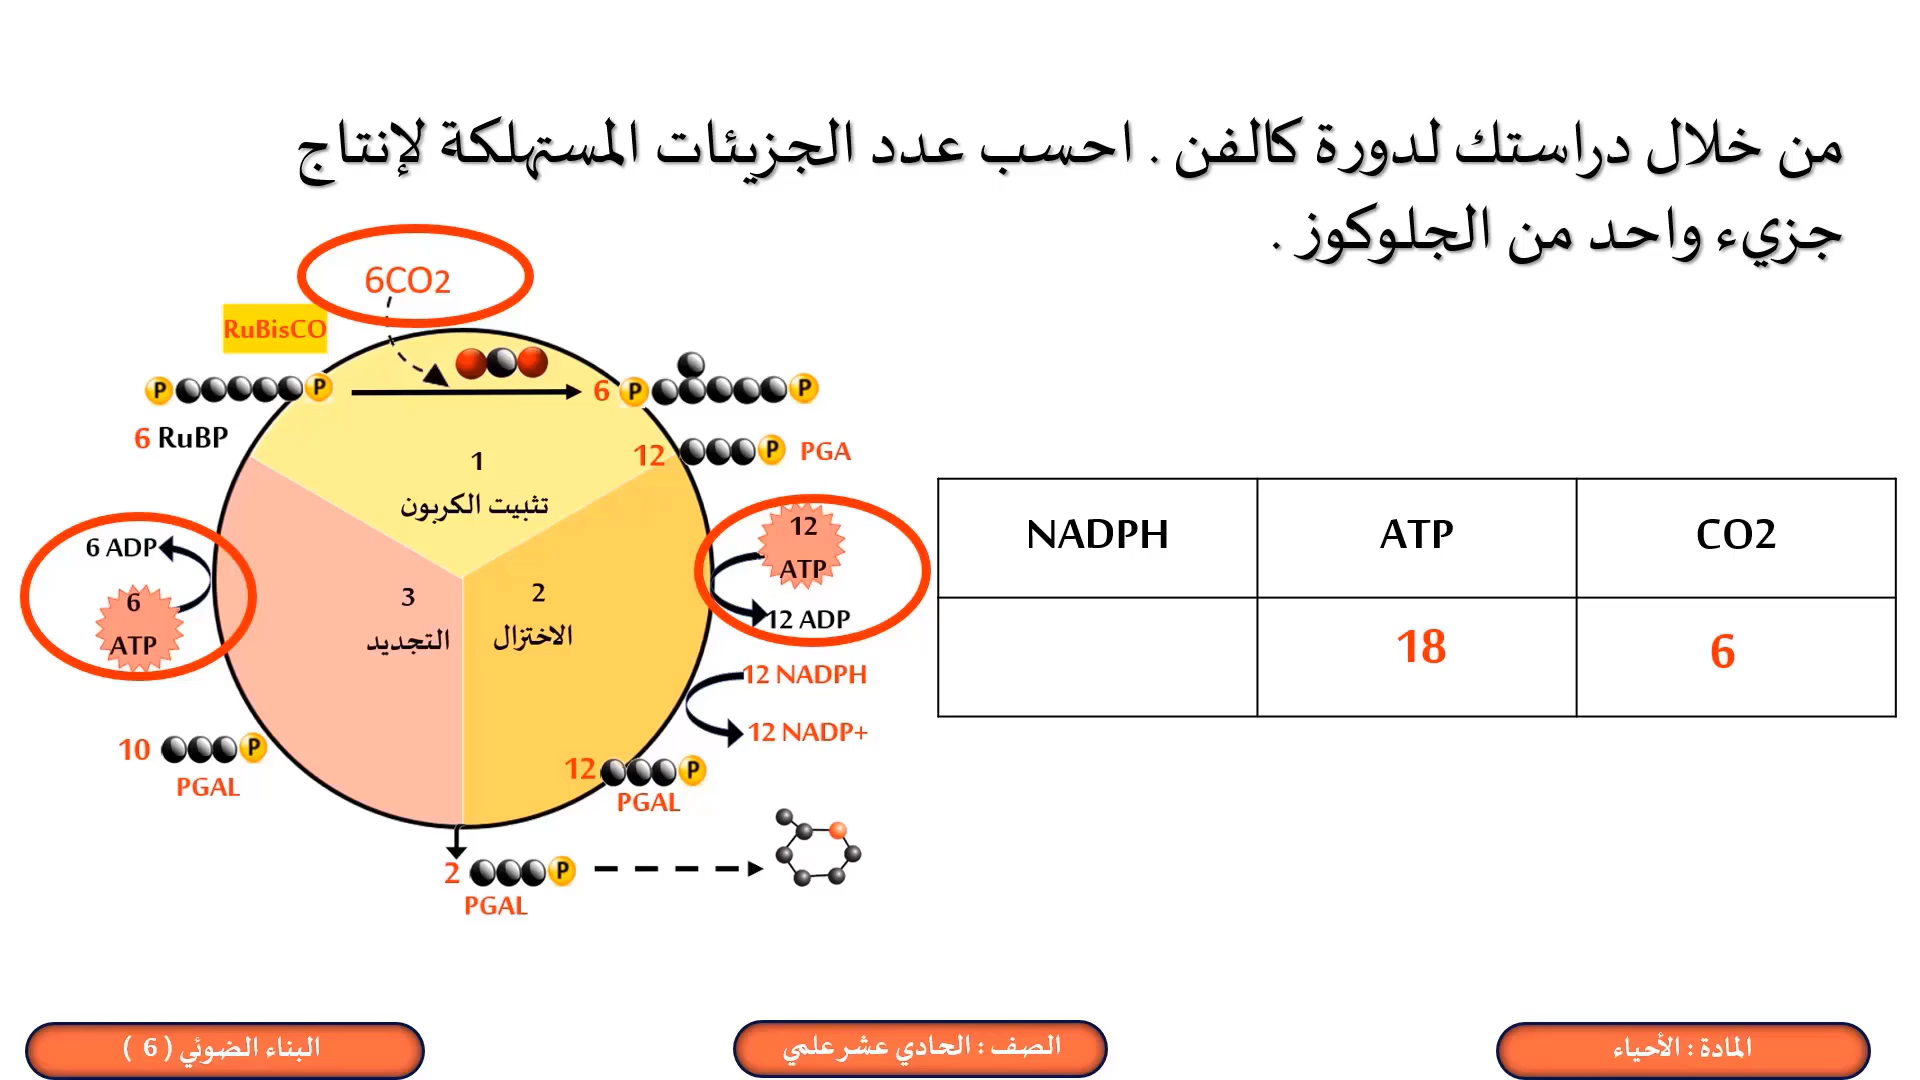 من خلال دراستك لدورة كالفن . احسب عدد الجزيئات المستهلكة لإنتاج
جزيء واحد من الجلوكوز .
6CO2
RuBisCO
P
P
6
P
P
6 RuBP
12
P
PGA
1
تثبيت الكربون
12
ATP
12 ADP
6 ADP
6
ATP
3
التجديد
2
الاختزال
12 NADPH
12 NADP+
10
P
PGAL
12
P
PGAL
2
P
PGAL
CO2
ATP
NADPH
6
18
المادة : الأحياء
الصف : الحادي عشر علمي
البناء الضوئي ( 6 )